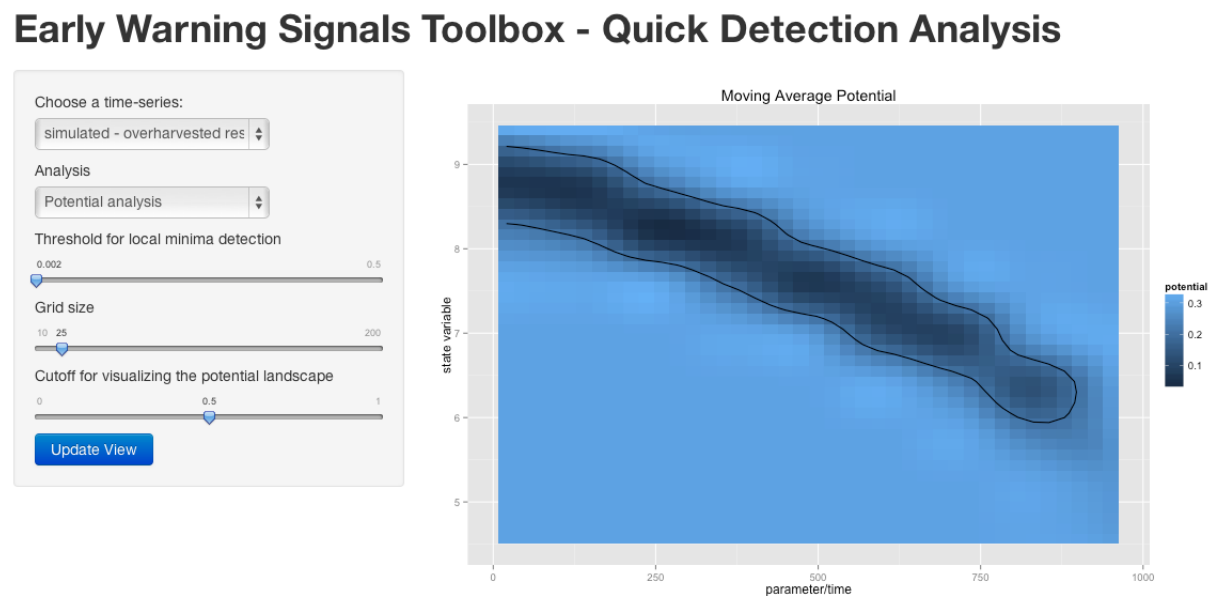 Early Warning Signals Toolbox - Quick Detection Analysis
Choose a time-series:
simulated - overharvested res
Analysis
Potential analysis
Threshold for local minima detection
0.002 0.5
Grid size
10 25 200
Cutoff for visualizing the potential landscape
0 0.5 1
Update View
Moving Average Potential
state variable
9
8
7
6
5
0 250 500 750 1000
parameter/time
potential
0.3
0.2
0.1